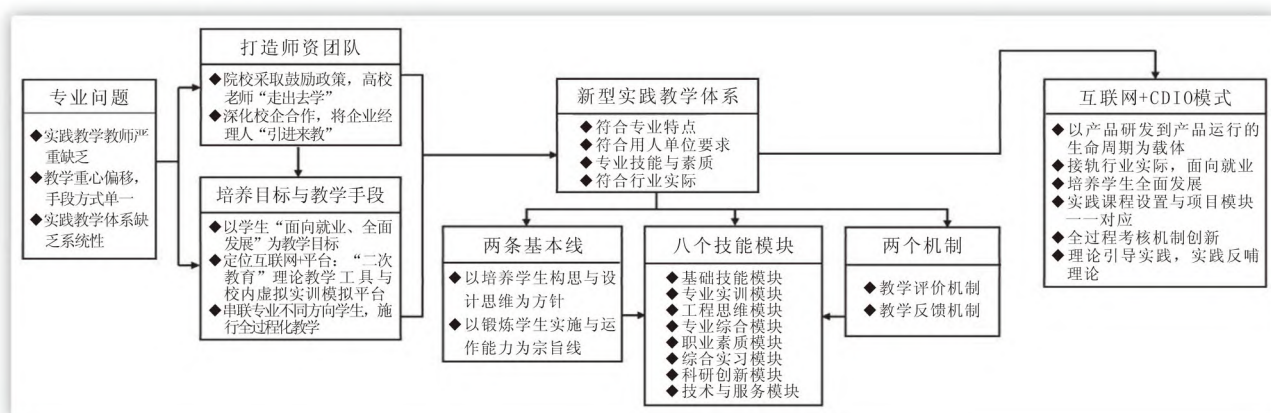 专业问题
◆实践教学教师严
重缺乏
◆教学重心偏移，
手段方式单一
◆实践教学体系缺
乏系统性
打造师资团队
◆院校采取鼓励政策，高校
老师“走出去学”
◆深化校企合作，将企业经
理人“引进来教”
培养目标与教学手段
◆以学生“面向就业、全面
发展”为教学目标
◆定位互联网+平台：“二次
教育”理论教学工具与
校内虚拟实训模拟平台
◆串联专业不同方向学生，施
行全过程化教学
新型实践教学体系
◆符合专业特点
◆符合用人单位要求
◆专业技能与素质
◆符合行业实际
两条基本线
◆以培养学生构思与设
计思维为方针
◆以锻炼学生实施与运
作能力为宗旨线
八个技能模块
◆基础技能模块
◆专业实训模块
◆工程思维模块
◆专业综合模块
◆职业素质模块
◆综合实习模块
◆科研创新模块
◆技术与服务模块
两个机制
◆教学评价机制
◆教学反馈机制
互联网+CDIO模式
◆以产品研发到产品运行的
生命周期为载体
◆接轨行业实际，面向就业
◆培养学生全面发展
◆实践课程设置与项目模块
一一对应
◆全过程考核机制创新
◆理论引导实践，实践反哺
理论